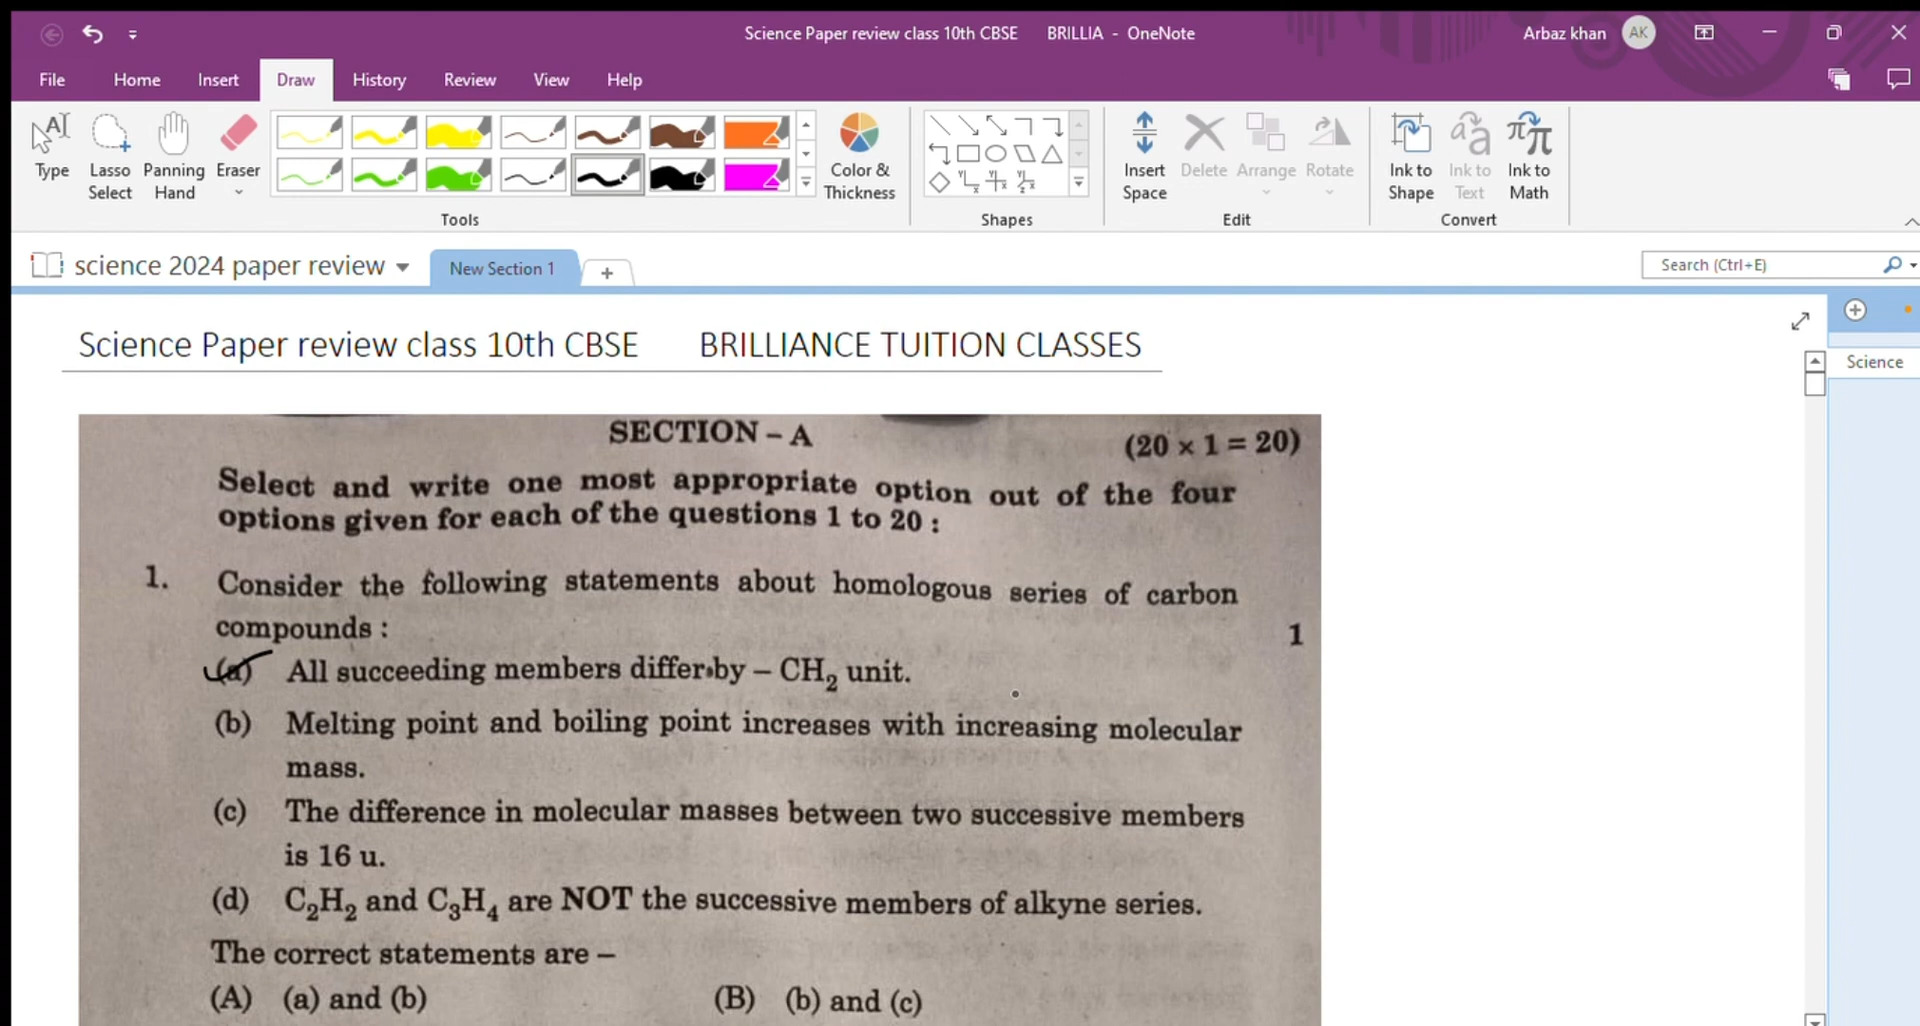 Science Paper review class 10th CBSE BRILLIA - OneNote
Arbaz khan AK
File Home Insert Draw History Review View Help
Type Lasso Select Panning Hand Eraser
Color & Thickness
Insert Space Delete Arrange Rotate
Ink to Shape Ink to Text Ink to Math
Tools Shapes Edit Convert
science 2024 paper review New Section 1
Search (Ctrl+E)
Science Paper review class 10th CBSE BRILLIANCE TUITION CLASSES
Science
SECTION – A
(20 × 1 = 20)
Select and write one most appropriate option out of the four
options given for each of the questions 1 to 20 :
1. Consider the following statements about homologous series of carbon
compounds : 1
(a) All succeeding members differ by – CH₂ unit.
(b) Melting point and boiling point increases with increasing molecular
mass.
(c) The difference in molecular masses between two successive members
is 16 u.
(d) C₂H₂ and C₃H₄ are NOT the successive members of alkyne series.
The correct statements are –
(A) (a) and (b) (B) (b) and (c)